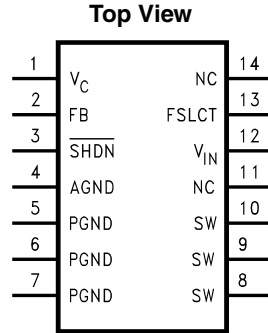 Top View
1 V_C NC 14
2 FB FSLCT 13
3 SHDN V_IN 12
4 AGND NC 11
5 PGND SW 10
6 PGND SW 9
7 PGND SW 8